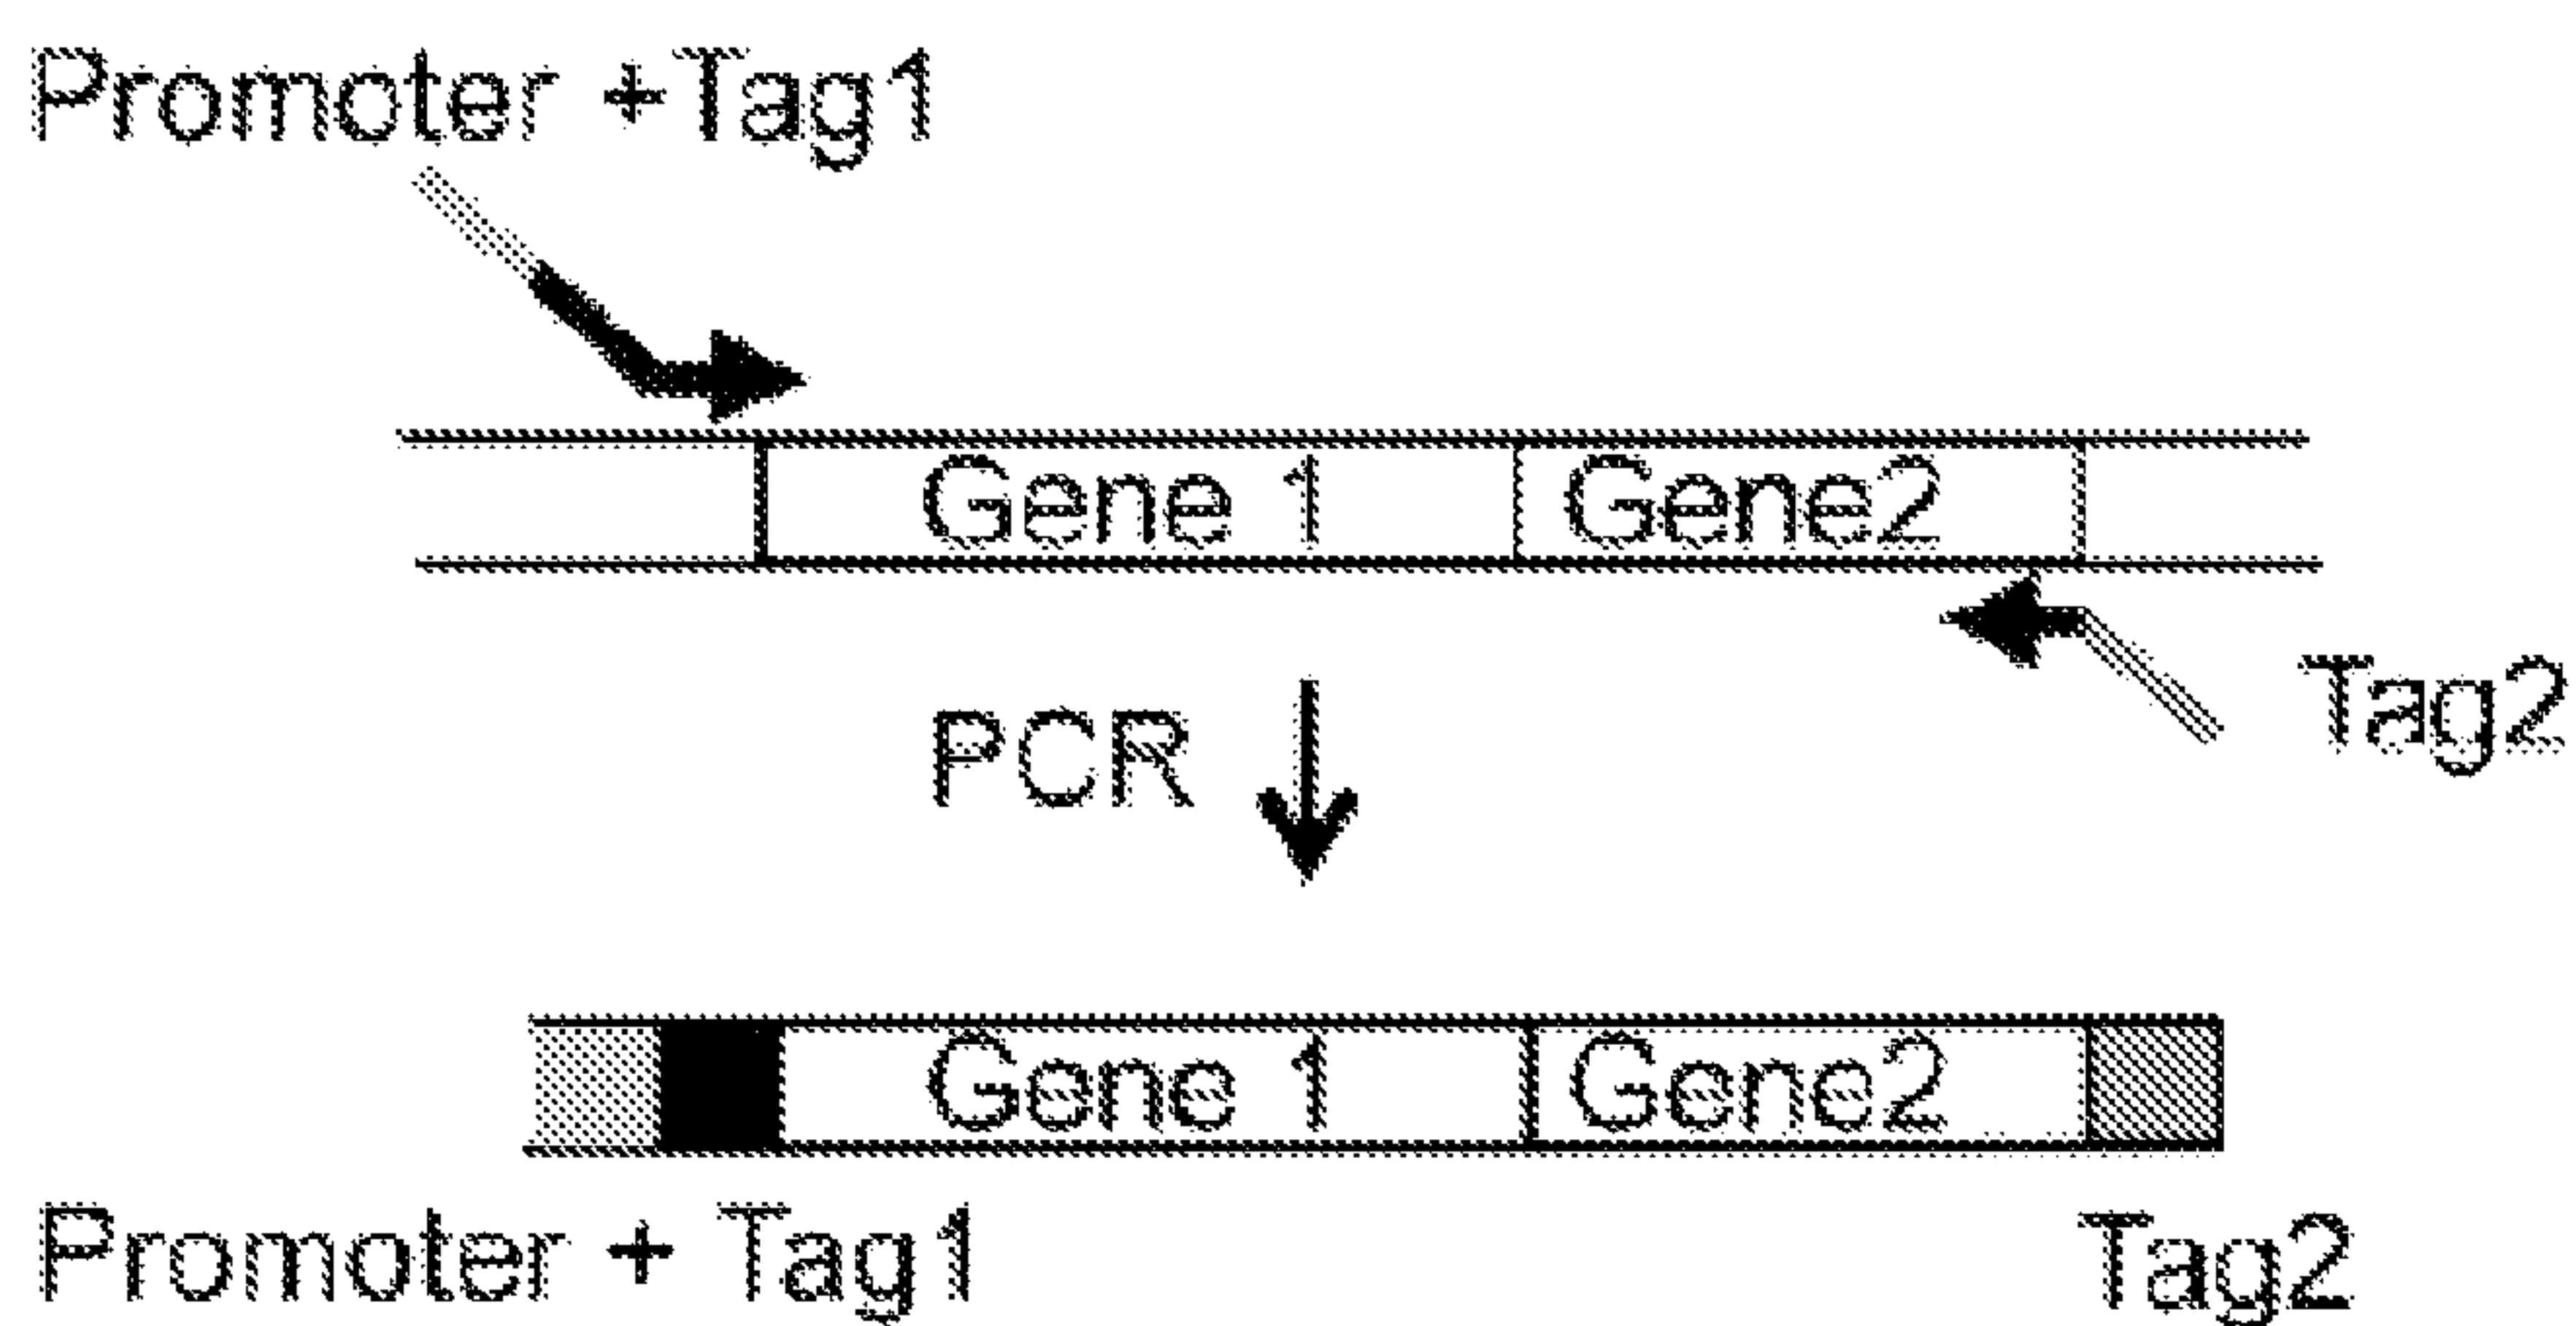 Promoter +Tag1
Gene 1 Gene2
Tag2
PCR
Gene 1 Gene2
Promoter + Tag1 Tag2